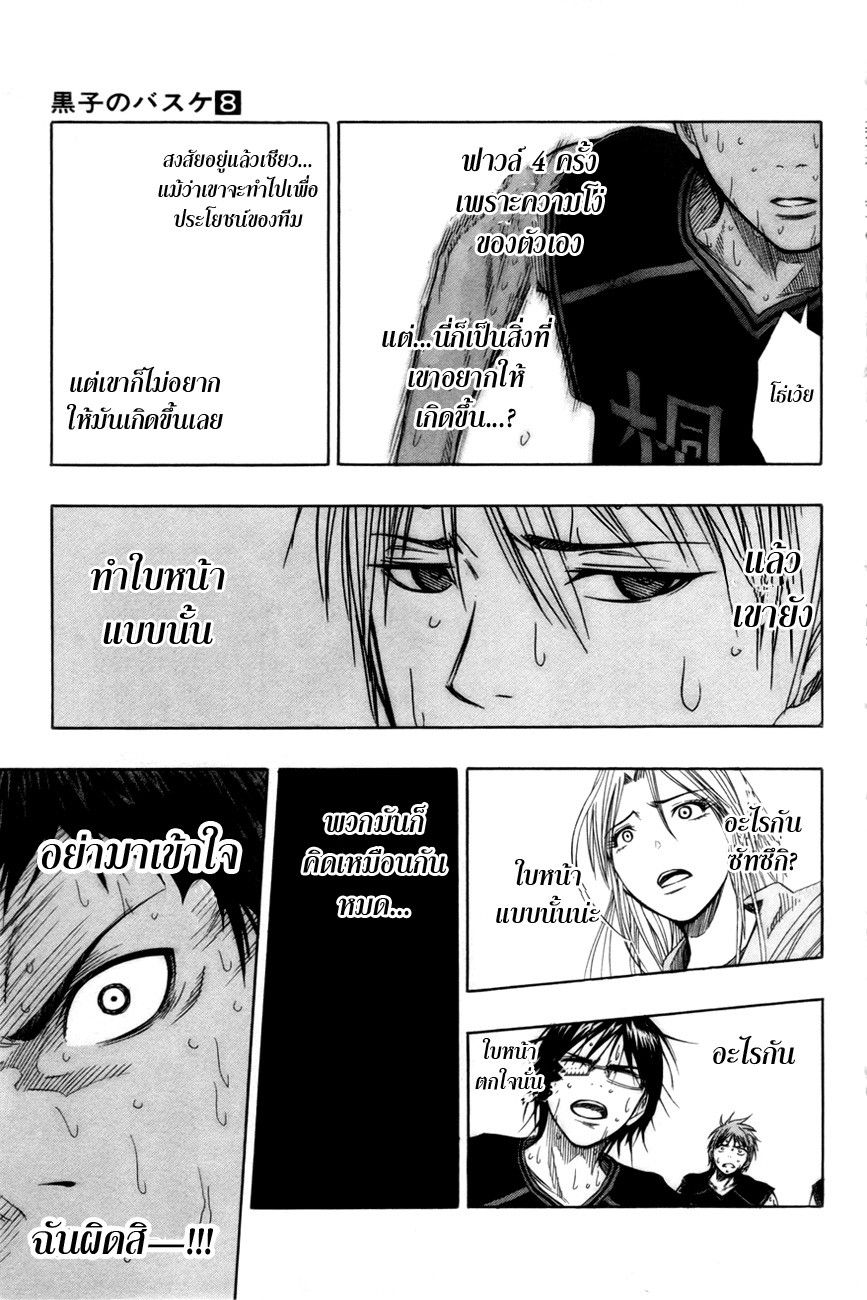 黒子のバスケ8
ฟาวล์ 4 ครั้ง
เพราะความโง่
ของตัวเอง
แต่...นี่ก็เป็นสิ่งที่
เขาอยากให้
เกิดขึ้น...?
โธ่เว้ย
桐
สงสัยอยู่แล้วเชียว...
แม้ว่าเขาจะทำไปเพื่อ
ประโยชน์ของทีม
แต่เขาก็ไม่อยาก
ให้มันเกิดขึ้นเลย
แล้ว
เขายัง
ทำใบหน้า
แบบนั้น
อะไรกัน
ซัทซึกิ?
ใบหน้า
แบบนั้นน่ะ
อะไรกัน
ใบหน้า
ตกใจนั่น
พวกมันก็
คิดเหมือนกัน
หมด...
อย่ามาเข้าใจ
ฉันผิดสิ—!!!